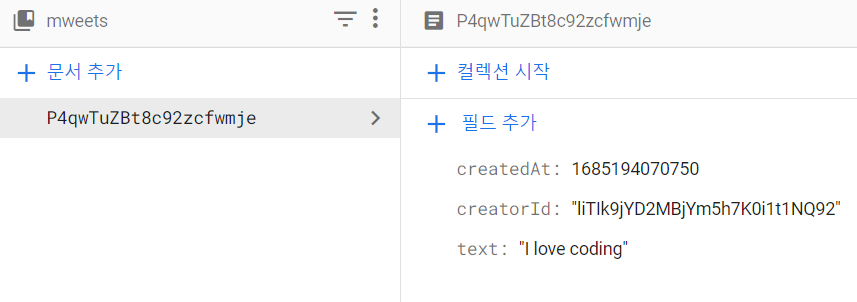 mweets
P4qwTuZBt8c92zcfwmje
문서 추가
컬렉션 시작
P4qwTuZBt8c92zcfwmje
필드 추가
createdAt: 1685194070750
creatorId: "liTIk9jYD2MBjYm5h7K0i1t1NQ92"
text: "I love coding"